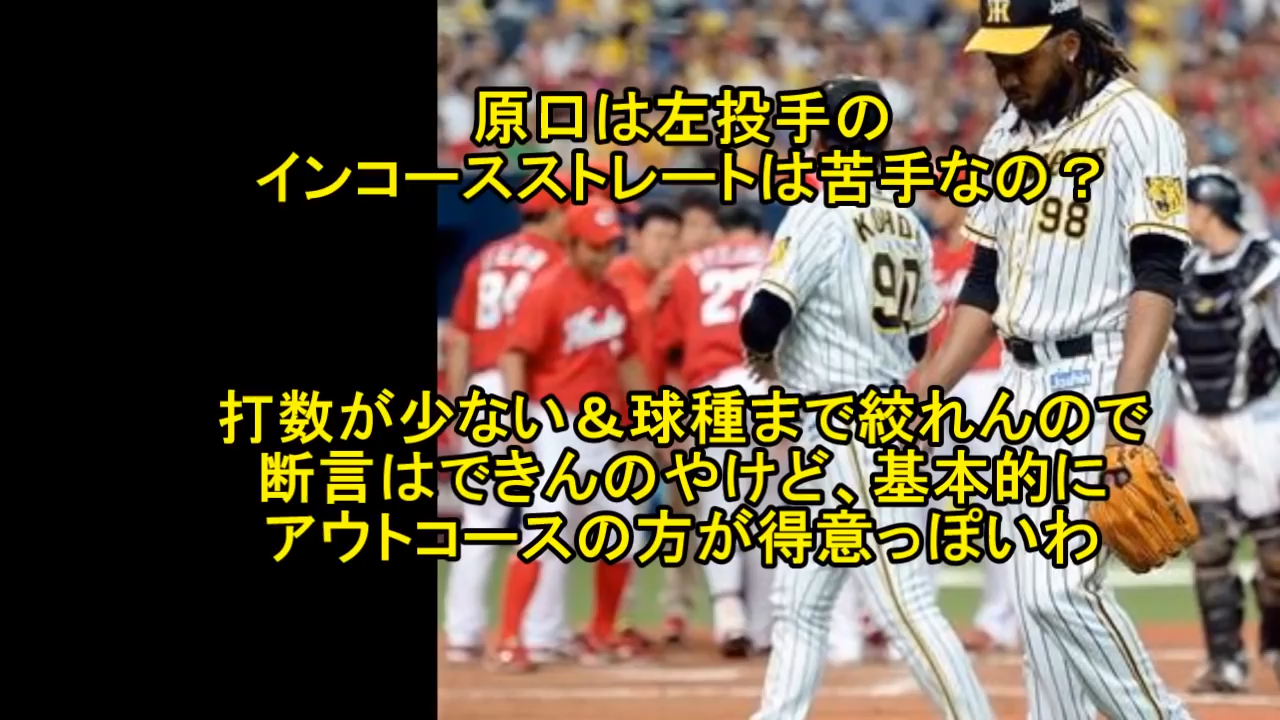 原口は左投手の
インコースストレートは苦手なの？
98
90
84
打数が少ない＆球種まで絞れんので
断言はできんのやけど、基本的に
アウトコースの方が得意っぽいわ